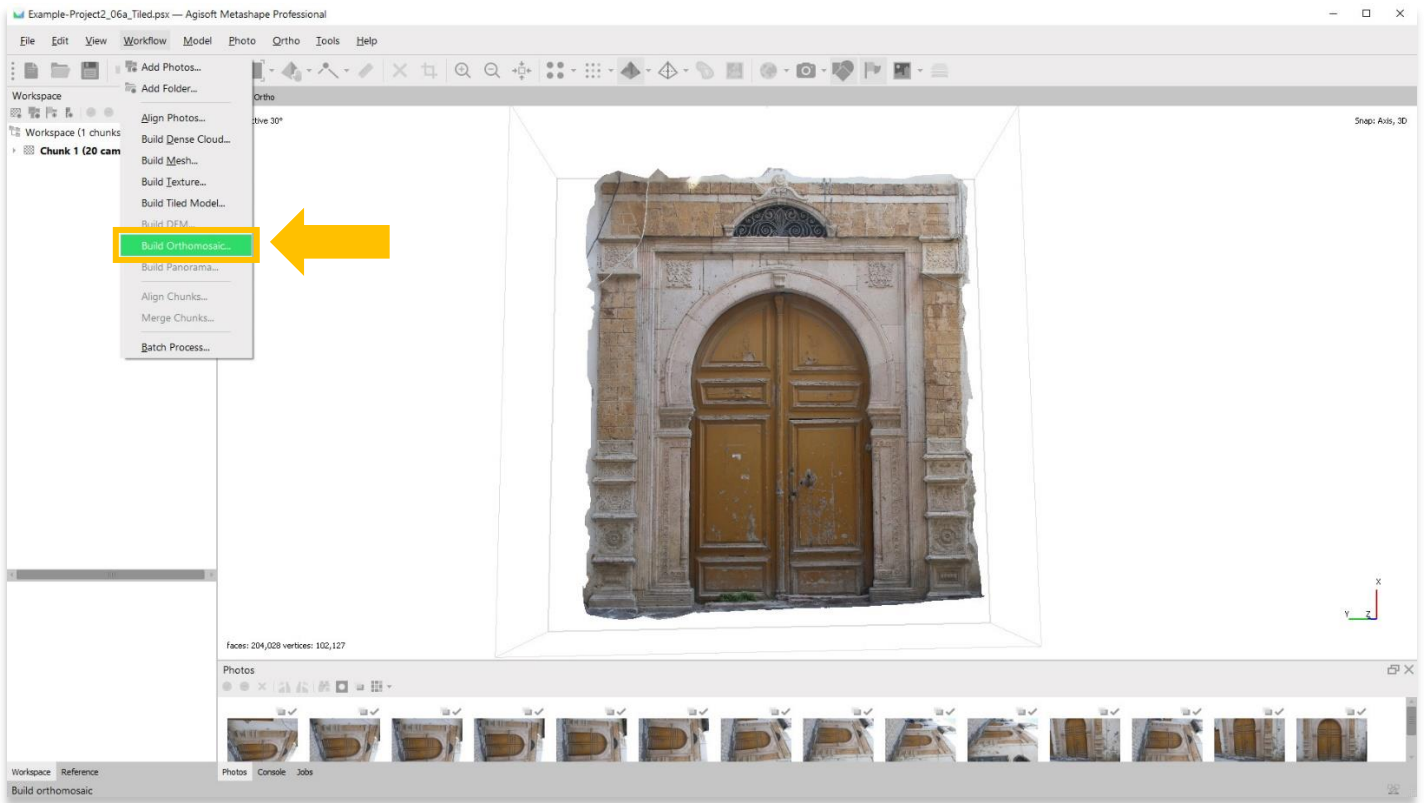 Example-Project2_06a_Tiled.psx — Agisoft Metashape Professional
File Edit View Workflow Model Photo Ortho Tools Help
Add Photos...
Add Folder...
Align Photos...
Build Dense Cloud...
Build Mesh...
Build Texture...
Build Tiled Model...
Build DEM...
Build Orthomosaic...
Build Panorama...
Align Chunks...
Merge Chunks...
Batch Process...
Workspace
Workspace (1 chunks
Chunk 1 (20 cam
Ortho
30°
Snap: Axis, 3D
X
Y Z
faces: 204,028 vertices: 102,127
Photos
Workspace Reference
Photos Console Jobs
Build orthomosaic